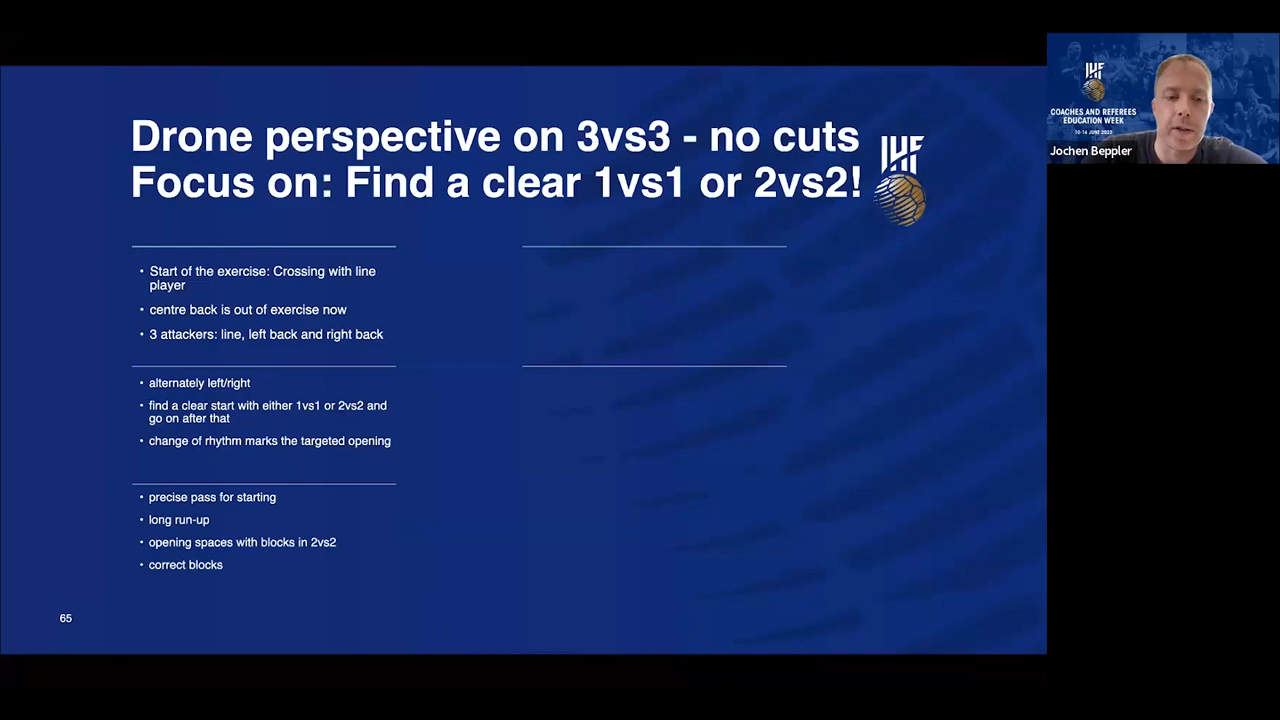 Drone perspective on 3vs3 - no cuts
Focus on: Find a clear 1vs1 or 2vs2!
IHF
• Start of the exercise: Crossing with line
player
• centre back is out of exercise now
• 3 attackers: line, left back and right back
• alternately left/right
• find a clear start with either 1vs1 or 2vs2 and
go on after that
• change of rhythm marks the targeted opening
• precise pass for starting
• long run-up
• opening spaces with blocks in 2vs2
• correct blocks
65
IHF
COACHES AND REFEREES
EDUCATION WEEK
Jochen Beppler